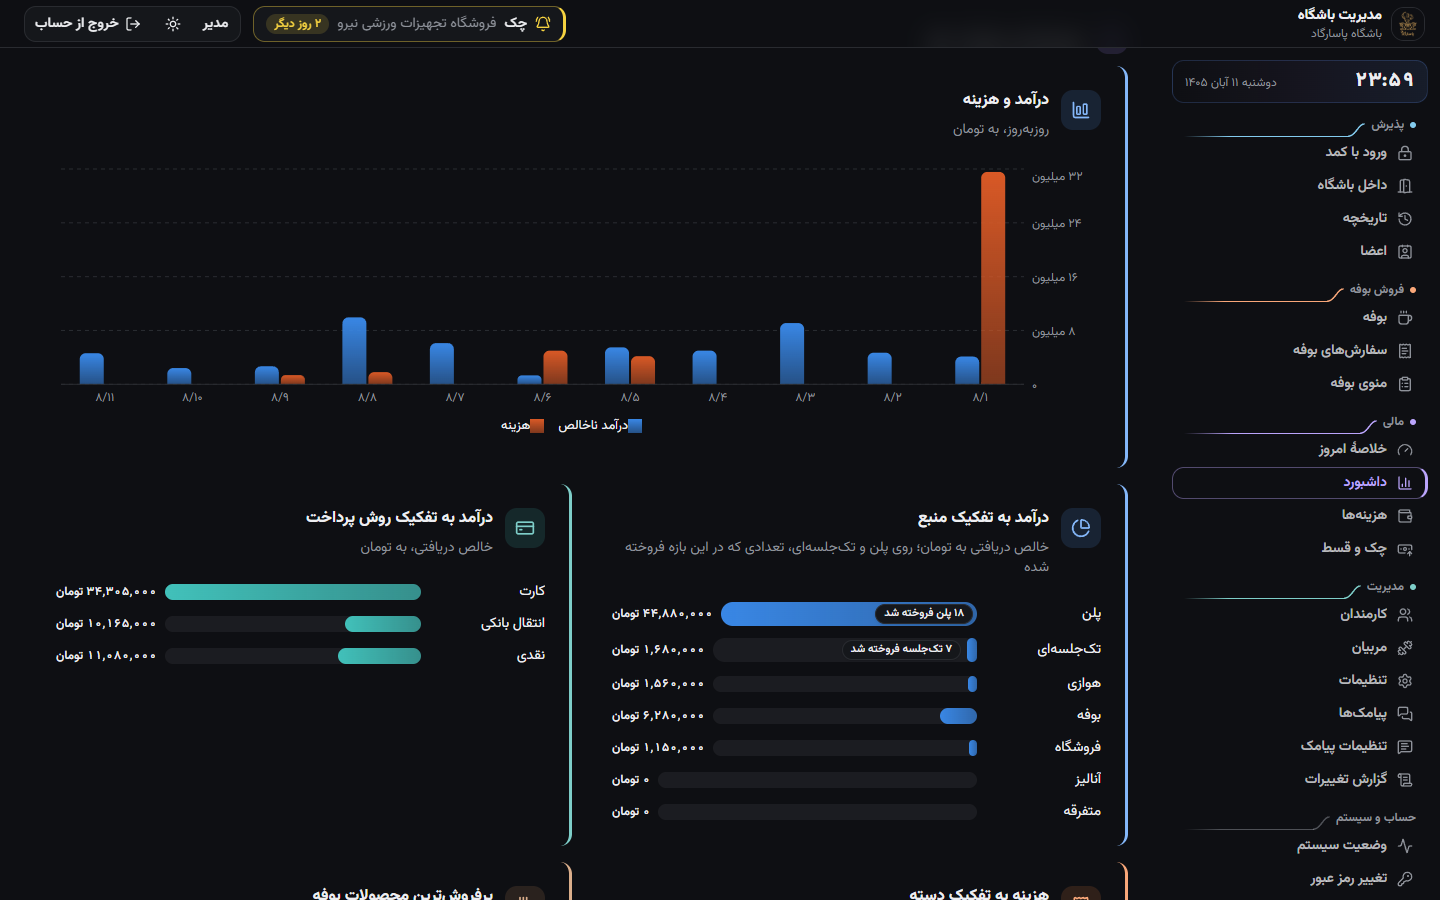 مدیریت باشگاه
باشگاه پاسارگاد
چک فروشگاه تجهیزات ورزشی نیرو ۲ روز دیگر
مدیر
خروج از حساب
۲۳:۵۹
دوشنبه ۱۱ آبان ۱۴۰۵
پذیرش
ورود با کمد
داخل باشگاه
تاریخچه
اعضا
فروش بوفه
بوفه
سفارش‌های بوفه
منوی بوفه
مالی
خلاصهٔ امروز
داشبورد
هزینه‌ها
چک و قسط
مدیریت
کارمندان
مربیان
تنظیمات
پیامک‌ها
تنظیمات پیامک
گزارش تغییرات
حساب و سیستم
وضعیت سیستم
تغییر رمز عبور
درآمد و هزینه
روزبه‌روز، به تومان
۳۲ میلیون
۲۴ میلیون
۱۶ میلیون
۸ میلیون
۰
۸/۱ ۸/۲ ۸/۳ ۸/۴ ۸/۵ ۸/۶ ۸/۷ ۸/۸ ۸/۹ ۸/۱۰ ۸/۱۱
درآمد ناخالص هزینه
درآمد به تفکیک منبع
خالص دریافتی به تومان؛ روی پلن و تک‌جلسه‌ای، تعدادی که در این بازه فروخته
شده
پلن ۱۸ پلن فروخته شد ۴۴,۸۸۰,۰۰۰ تومان
تک‌جلسه‌ای ۷ تک‌جلسه فروخته شد ۱,۶۸۰,۰۰۰ تومان
هوازی ۱,۵۶۰,۰۰۰ تومان
بوفه ۶,۲۸۰,۰۰۰ تومان
فروشگاه ۱,۱۵۰,۰۰۰ تومان
آنالیز ۰ تومان
متفرقه ۰ تومان
درآمد به تفکیک روش پرداخت
خالص دریافتی، به تومان
کارت ۳۴,۳۰۵,۰۰۰ تومان
انتقال بانکی ۱۰,۱۶۵,۰۰۰ تومان
نقدی ۱۱,۰۸۰,۰۰۰ تومان
هزینه به تفکیک دسته
پرفروش‌ترین محصولات بوفه